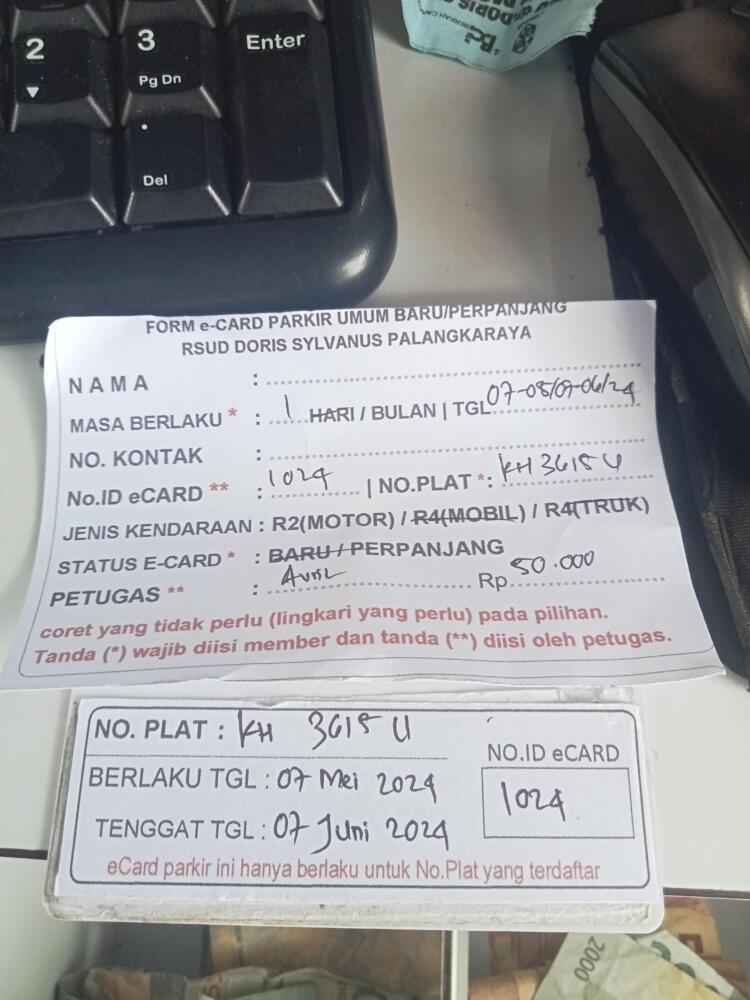 2
3
Pg Dn
Enter
Del
DORIS
FORM e-CARD PARKIR UMUM BARU/PERPANJANG
RSUD DORIS SYLVANUS PALANGKARAYA
NAMA :
MASA BERLAKU * : 1 HARI / BULAN | TGL 07-05/07-06/24
NO. KONTAK :
No.ID eCARD ** : 1024 | NO.PLAT *: KH 3615 U
JENIS KENDARAAN : R2(MOTOR) / R4(MOBIL) / R4(TRUK)
STATUS E-CARD * : BARU / PERPANJANG
PETUGAS ** : Avril Rp 50.000
coret yang tidak perlu (lingkari yang perlu) pada pilihan.
Tanda (*) wajib diisi member dan tanda (**) diisi oleh petugas.
NO. PLAT : KH 3615 U
NO.ID eCARD
BERLAKU TGL : 07 Mei 2024
1024
TENGGAT TGL : 07 Juni 2024
eCard parkir ini hanya berlaku untuk No.Plat yang terdaftar
2000